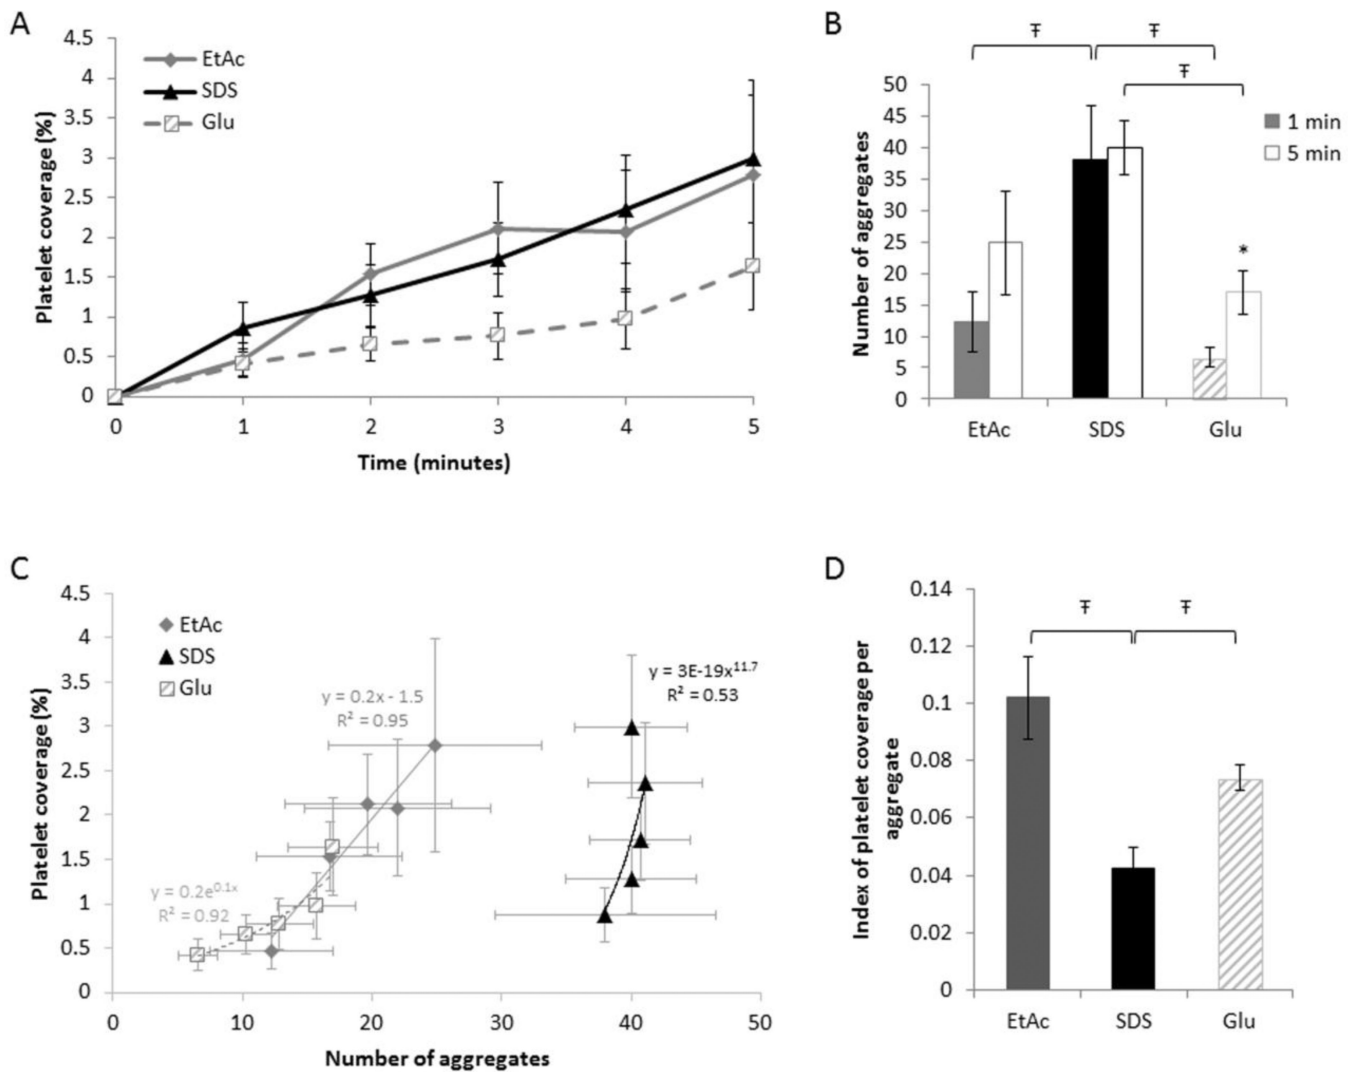 A
Platelet coverage (%)
4.5
4
3.5
3
2.5
2
1.5
1
0.5
0
EtAc
SDS
Glu
0 1 2 3 4 5
Time (minutes)
B
Ŧ Ŧ
Ŧ
Number of aggregates
50
45
40
35
30
25
20
15
10
5
0
1 min
5 min
*
EtAc SDS Glu
C
Platelet coverage (%)
4.5
4
3.5
3
2.5
2
1.5
1
0.5
0
EtAc
SDS
Glu
y = 0.2x - 1.5
R² = 0.95
y = 3E-19x^11.7
R² = 0.53
y = 0.2e^0.1x
R² = 0.92
0 10 20 30 40 50
Number of aggregates
D
Index of platelet coverage per
aggregate
0.14
0.12
0.1
0.08
0.06
0.04
0.02
0
Ŧ Ŧ
EtAc SDS Glu